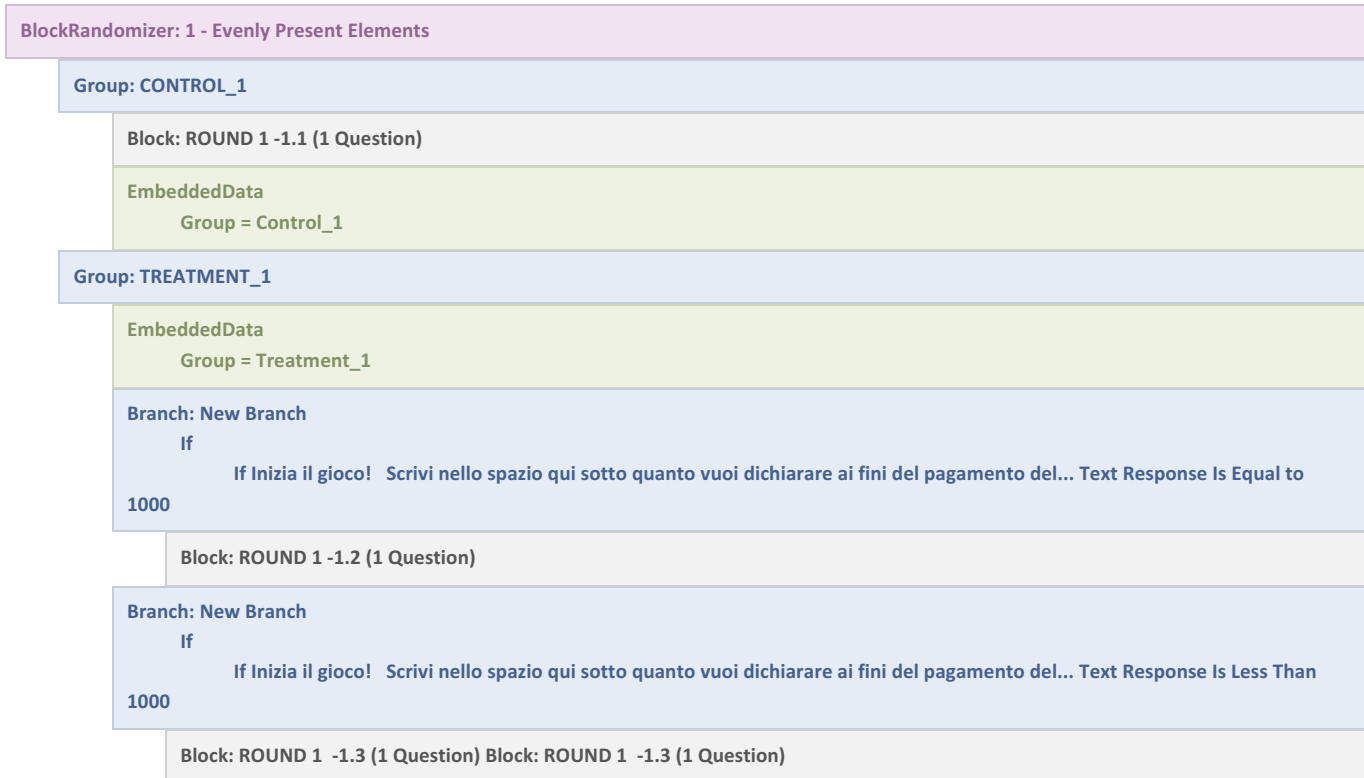 BlockRandomizer: 1 - Evenly Present Elements
Group: CONTROL_1
Block: ROUND 1 -1.1 (1 Question)
EmbeddedData
Group = Control_1
Group: TREATMENT_1
EmbeddedData
Group = Treatment_1
Branch: New Branch
If
If Inizia il gioco!   Scrivi nello spazio qui sotto quanto vuoi dichiarare ai fini del pagamento del... Text Response Is Equal to
1000
Block: ROUND 1 -1.2 (1 Question)
Branch: New Branch
If
If Inizia il gioco!   Scrivi nello spazio qui sotto quanto vuoi dichiarare ai fini del pagamento del... Text Response Is Less Than
1000
Block: ROUND 1  -1.3 (1 Question) Block: ROUND 1  -1.3 (1 Question)